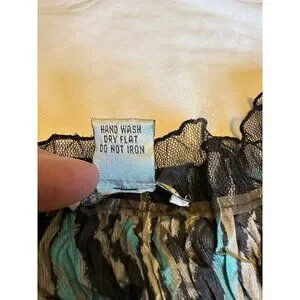 HAND WASH
DRY FLAT
DO NOT IRON